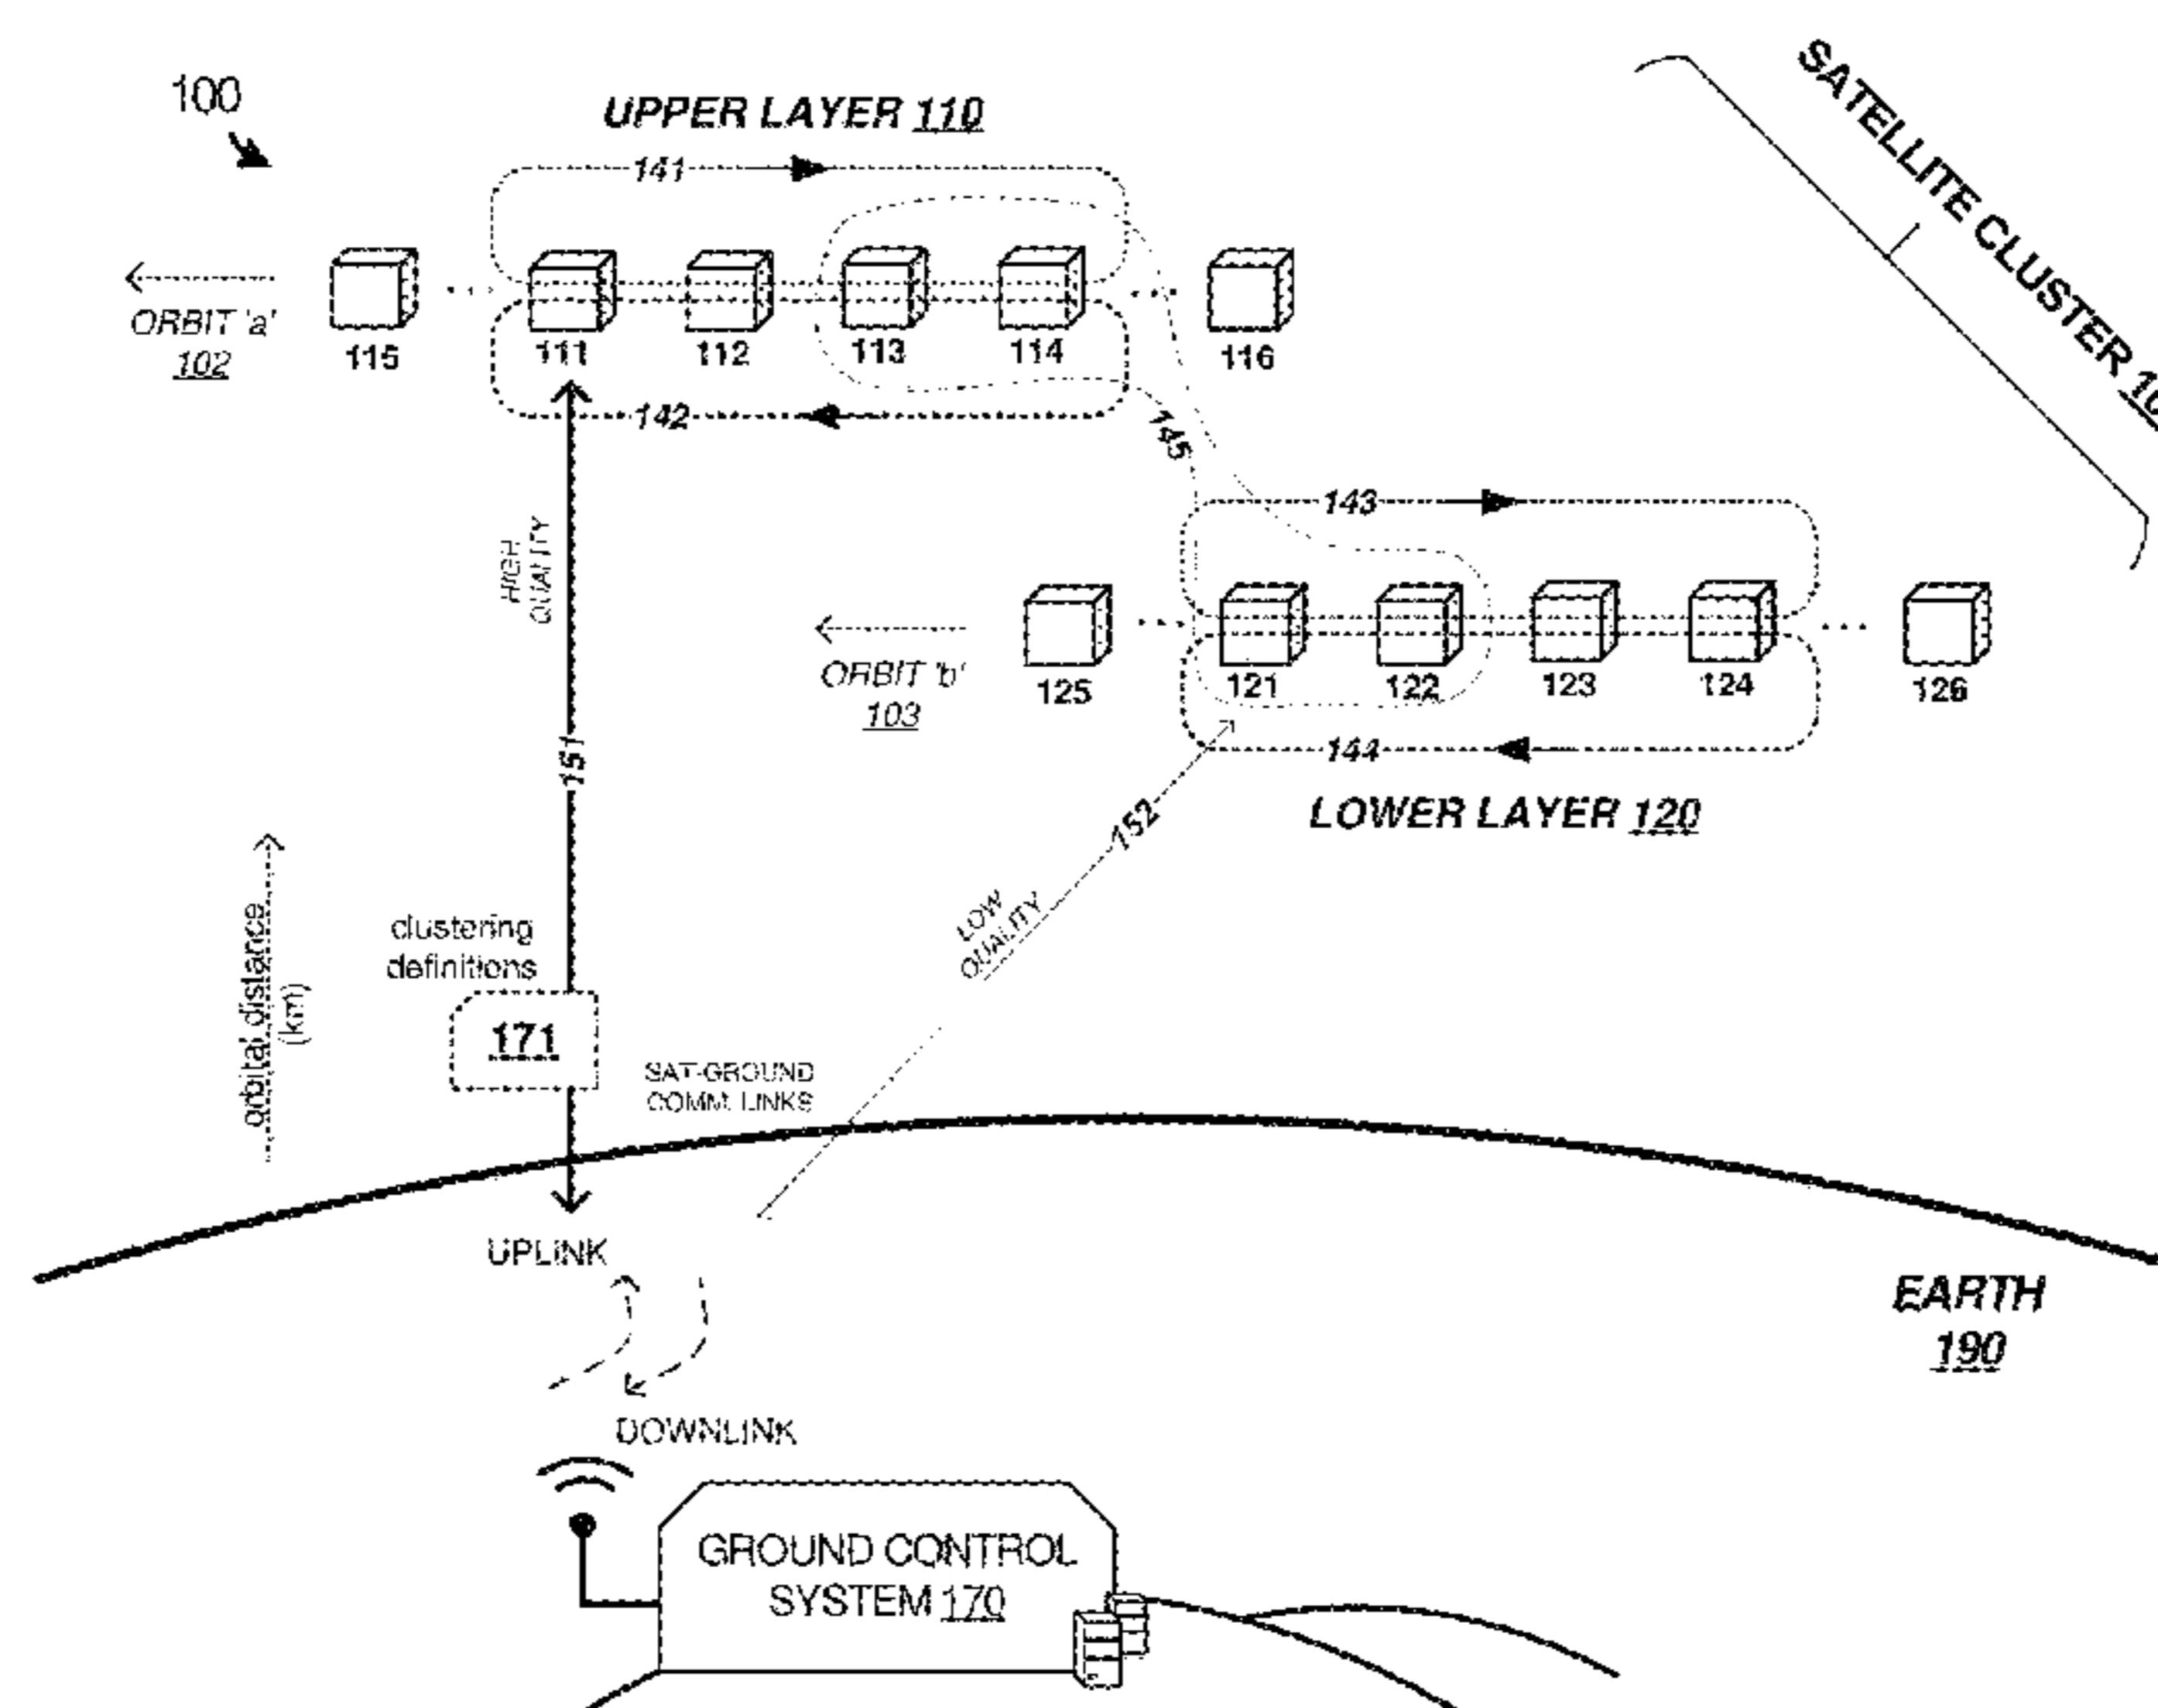 100
UPPER LAYER 110
SATELLITE CLUSTER
141
ORBIT 'a'
102
115
111
112
113
114
116
142
145
HIGH
QUALITY
143
ORBIT 'b'
103
125
121
122
123
124
126
144
LOWER LAYER 120
151
152
LOW
QUALITY
orbital distance
(km)
clustering
definitions
171
SAT-GROUND
COMM. LINKS
UPLINK
EARTH
190
DOWNLINK
GROUND CONTROL
SYSTEM 170